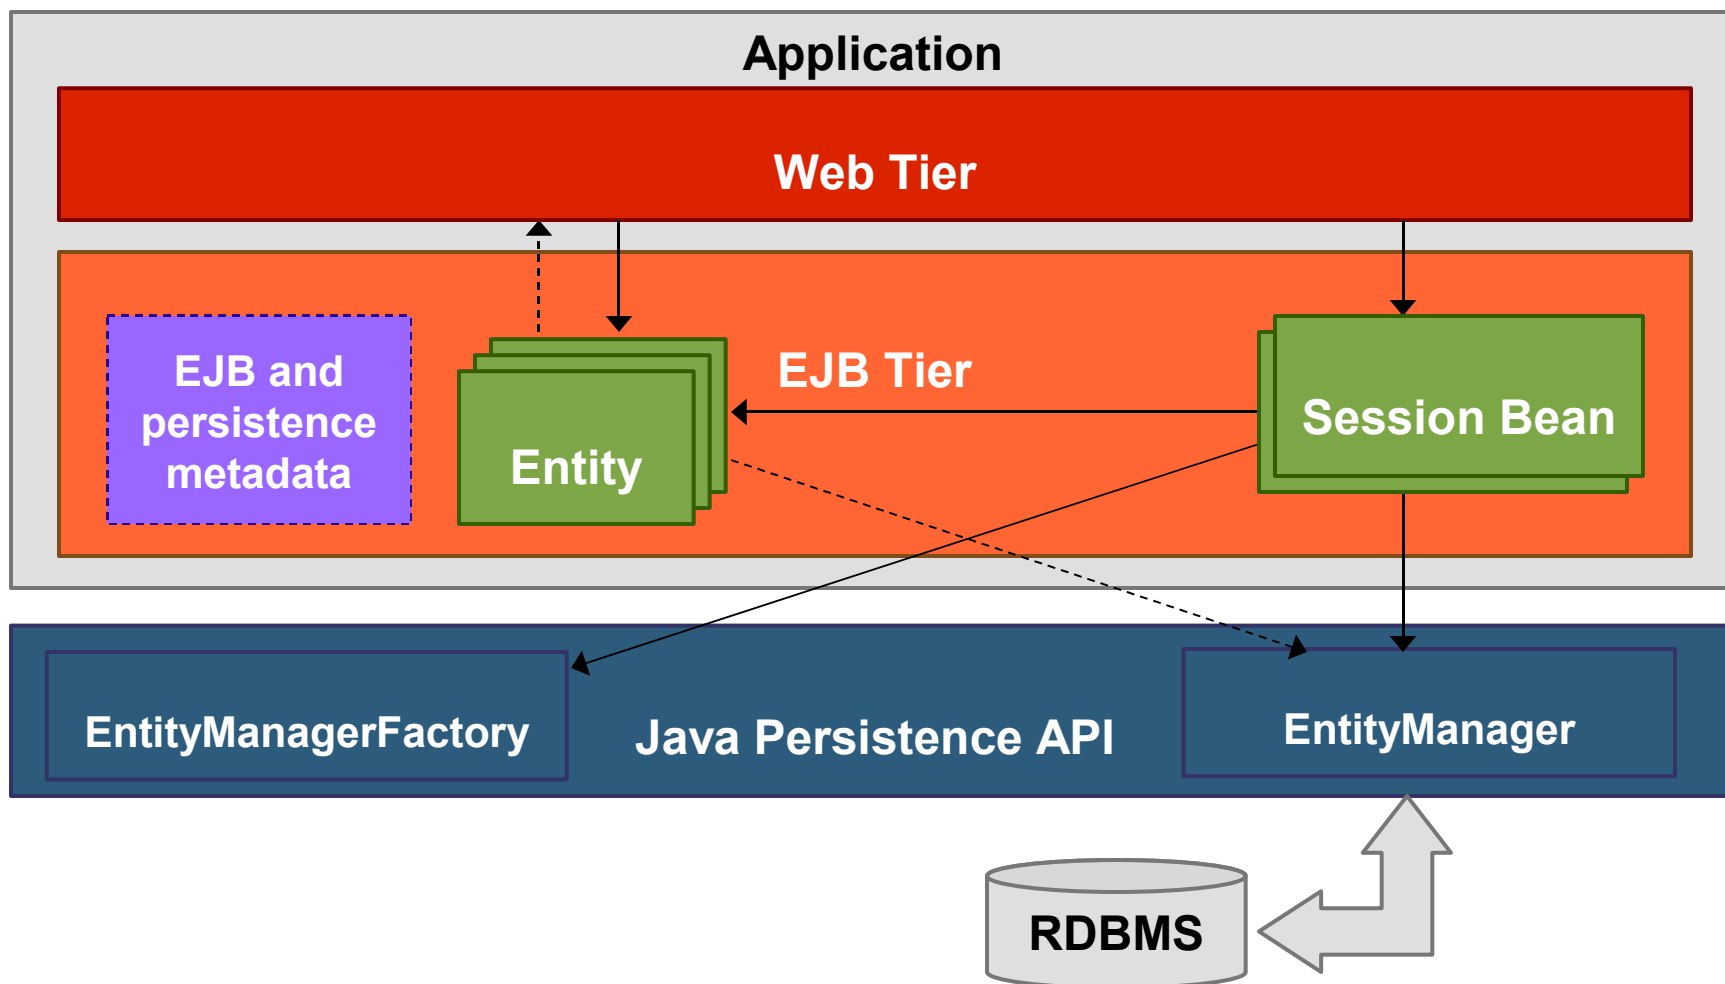 Application
Web Tier
EJB and
persistence
metadata
Entity
EJB Tier
Session Bean
EntityManagerFactory
Java Persistence API
EntityManager
RDBMS